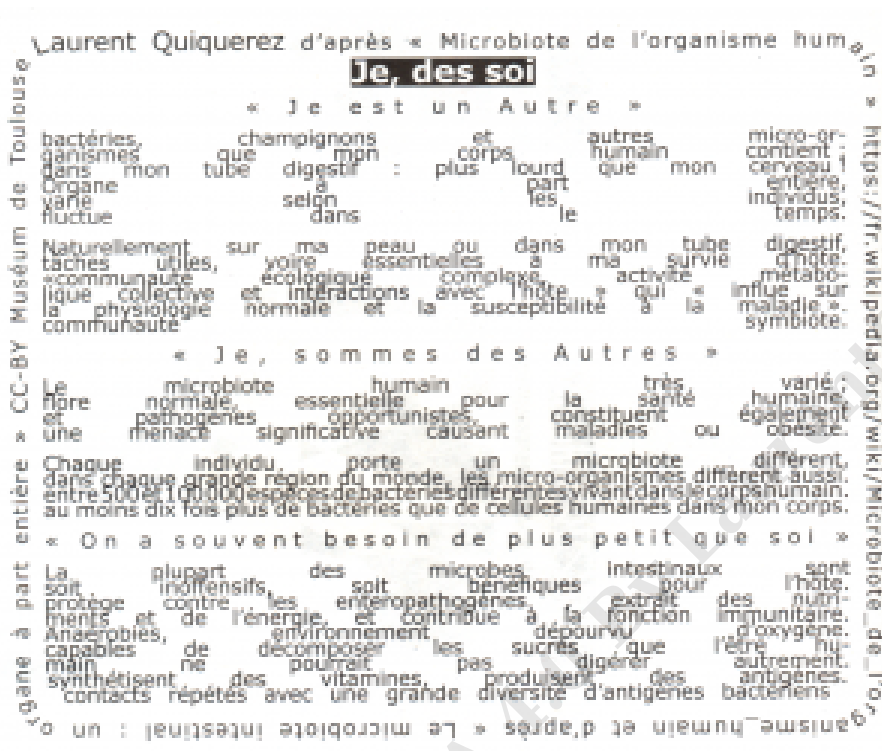 Laurent Quiquerez d'après « Microbiote de l'organisme humain » https://fr.wikipedia.org/wiki/Microbiote_de_l'organisme_humain et d'après « Le microbiote intestinal : un organe à part entière » CC-BY Muséum de Toulouse
Je, des soi
« Je est un Autre »
bactéries, champignons et autres micro-or-
ganismes que mon corps humain contient :
dans mon tube digestif : plus lourd que mon cerveau !
Organe à part entière,
varie selon les individus,
fluctue dans le temps.
Naturellement sur ma peau ou dans mon tube digestif,
tâches utiles, voire essentielles à ma survie d'hôte.
«communauté écologique complexe, activité métabo-
lique collective et intéractions avec l'hôte » qui « influe sur
la physiologie normale et la susceptibilité à la maladie ».
communauté symbiote.
« Je, sommes des Autres »
Le microbiote humain très varié :
flore normale, essentielle pour la santé humaine,
et pathogènes opportunistes, constituent également
une menace significative causant maladies ou obésité.
Chaque individu porte un microbiote différent,
dans chaque grande région du monde, les micro-organismes diffèrent aussi.
entre 500 et 100 000 espèces de bactéries différentes vivant dans le corps humain.
au moins dix fois plus de bactéries que de cellules humaines dans mon corps.
« On a souvent besoin de plus petit que soi »
La plupart des microbes intestinaux sont
soit inoffensifs, soit bénéfiques pour l'hôte.
protège contre les entéropathogènes, extrait des nutri-
ments et de l'énergie, et contribue à la fonction immunitaire.
Anaérobies, environnement dépourvu d'oxygène.
capables de décomposer les sucres que l'être hu-
main ne pourrait pas digérer autrement.
synthétisent des vitamines, produisent des antigènes.
contacts répétés avec une grande diversité d'antigènes bactériens